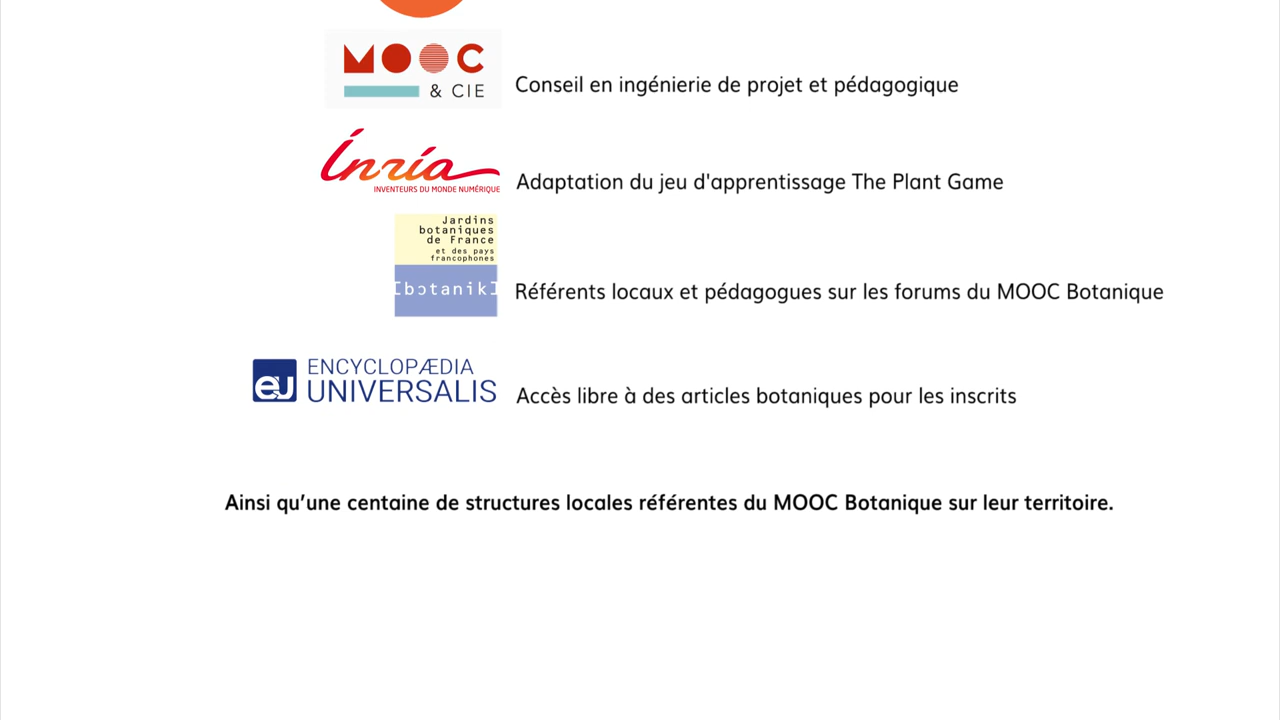 MOOC
& CIE
Conseil en ingénierie de projet et pédagogique
Inria
INVENTEURS DU MONDE NUMÉRIQUE
Adaptation du jeu d'apprentissage The Plant Game
Jardins
botaniques
de France
et des pays
francophones
[bɔtanik]
Référents locaux et pédagogues sur les forums du MOOC Botanique
eu
ENCYCLOPÆDIA
UNIVERSALIS
Accès libre à des articles botaniques pour les inscrits
Ainsi qu’une centaine de structures locales référentes du MOOC Botanique sur leur territoire.